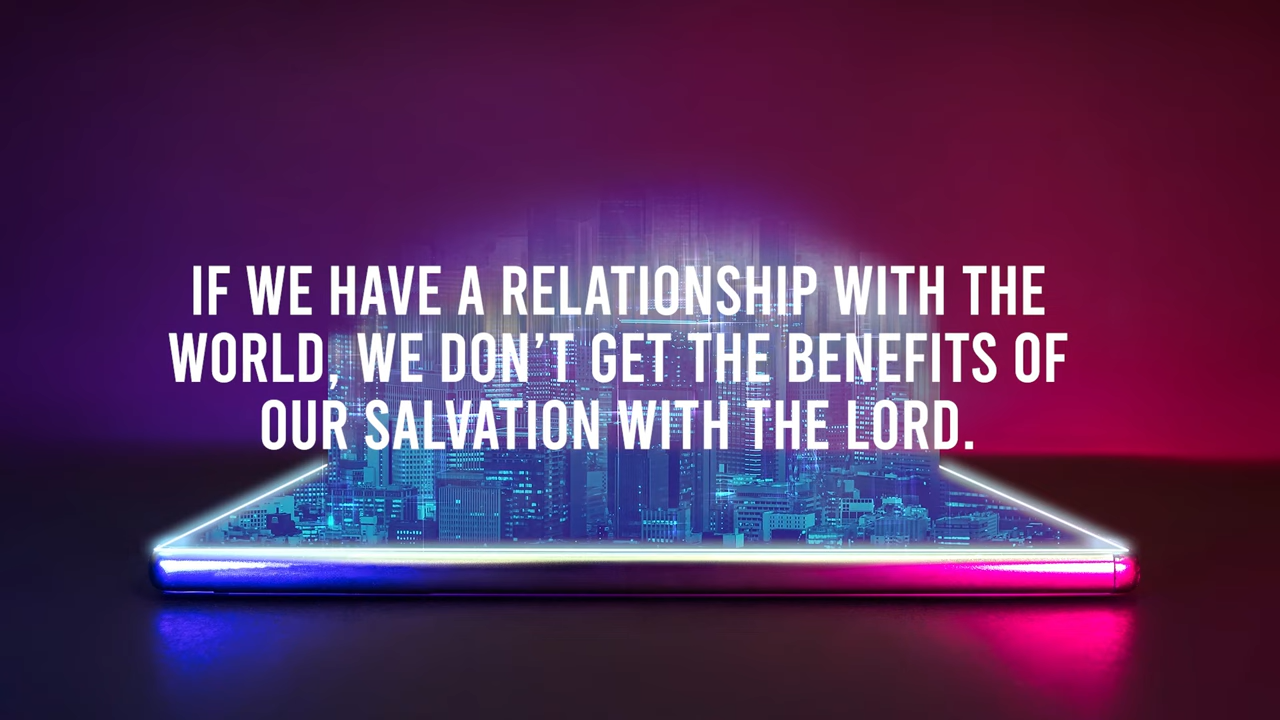 IF WE HAVE A RELATIONSHIP WITH THE
WORLD, WE DON'T GET THE BENEFITS OF
OUR SALVATION WITH THE LORD.